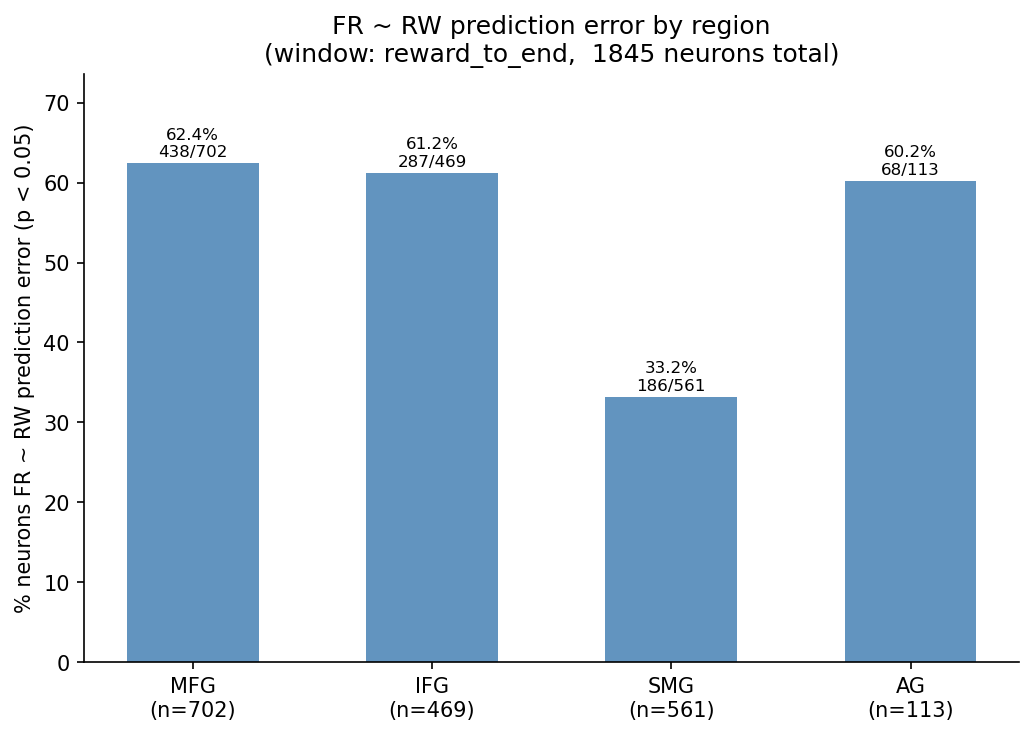 FR ~ RW prediction error by region
(window: reward_to_end,  1845 neurons total)
% neurons FR ~ RW prediction error (p < 0.05)
70
60
50
40
30
20
10
0
62.4%
438/702
61.2%
287/469
33.2%
186/561
60.2%
68/113
MFG
(n=702)
IFG
(n=469)
SMG
(n=561)
AG
(n=113)